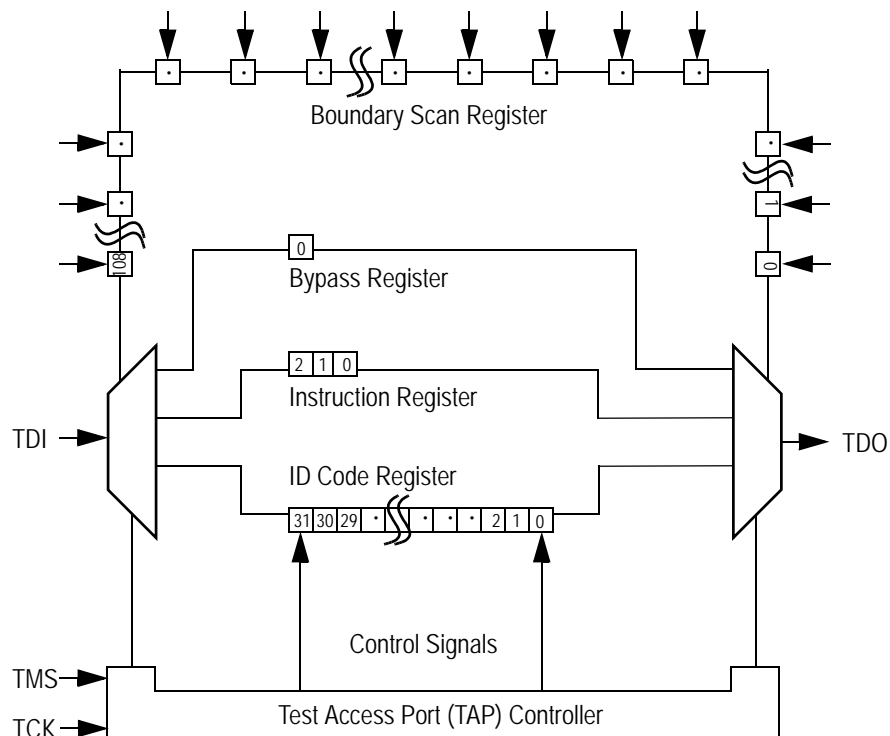 Boundary Scan Register
1
108
0
0
Bypass Register
2 1 0
Instruction Register
TDI
TDO
ID Code Register
31 30 29 · · · · 2 1 0
Control Signals
TMS
Test Access Port (TAP) Controller
TCK